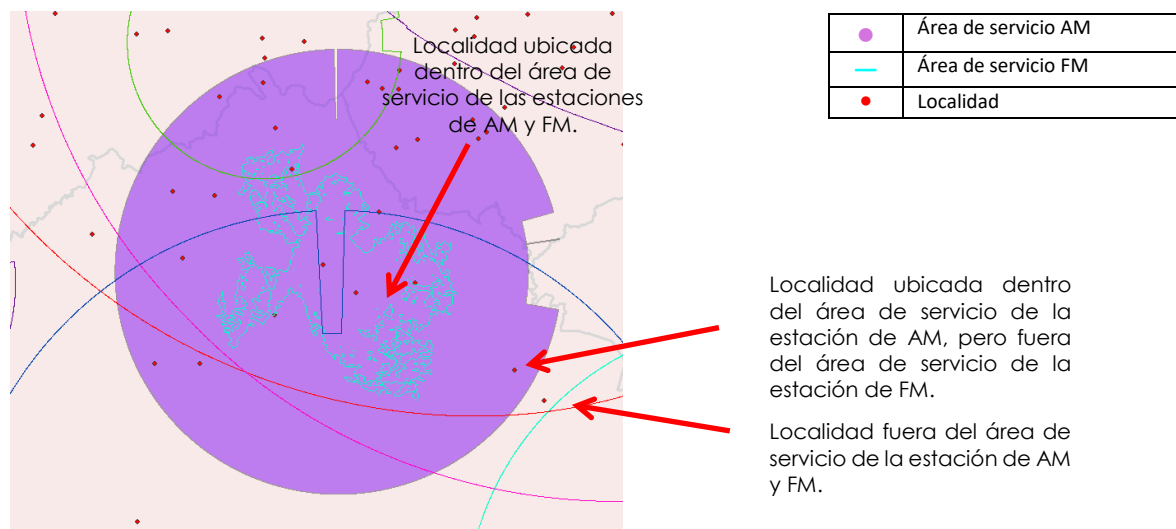 Localidad ubicada
dentro del área de
servicio de las estaciones
de AM y FM.
Área de servicio AM
Área de servicio FM
Localidad
Localidad ubicada dentro
del área de servicio de la
estación de AM, pero fuera
del área de servicio de la
estación de FM.
Localidad fuera del área de
servicio de la estación de AM
y FM.